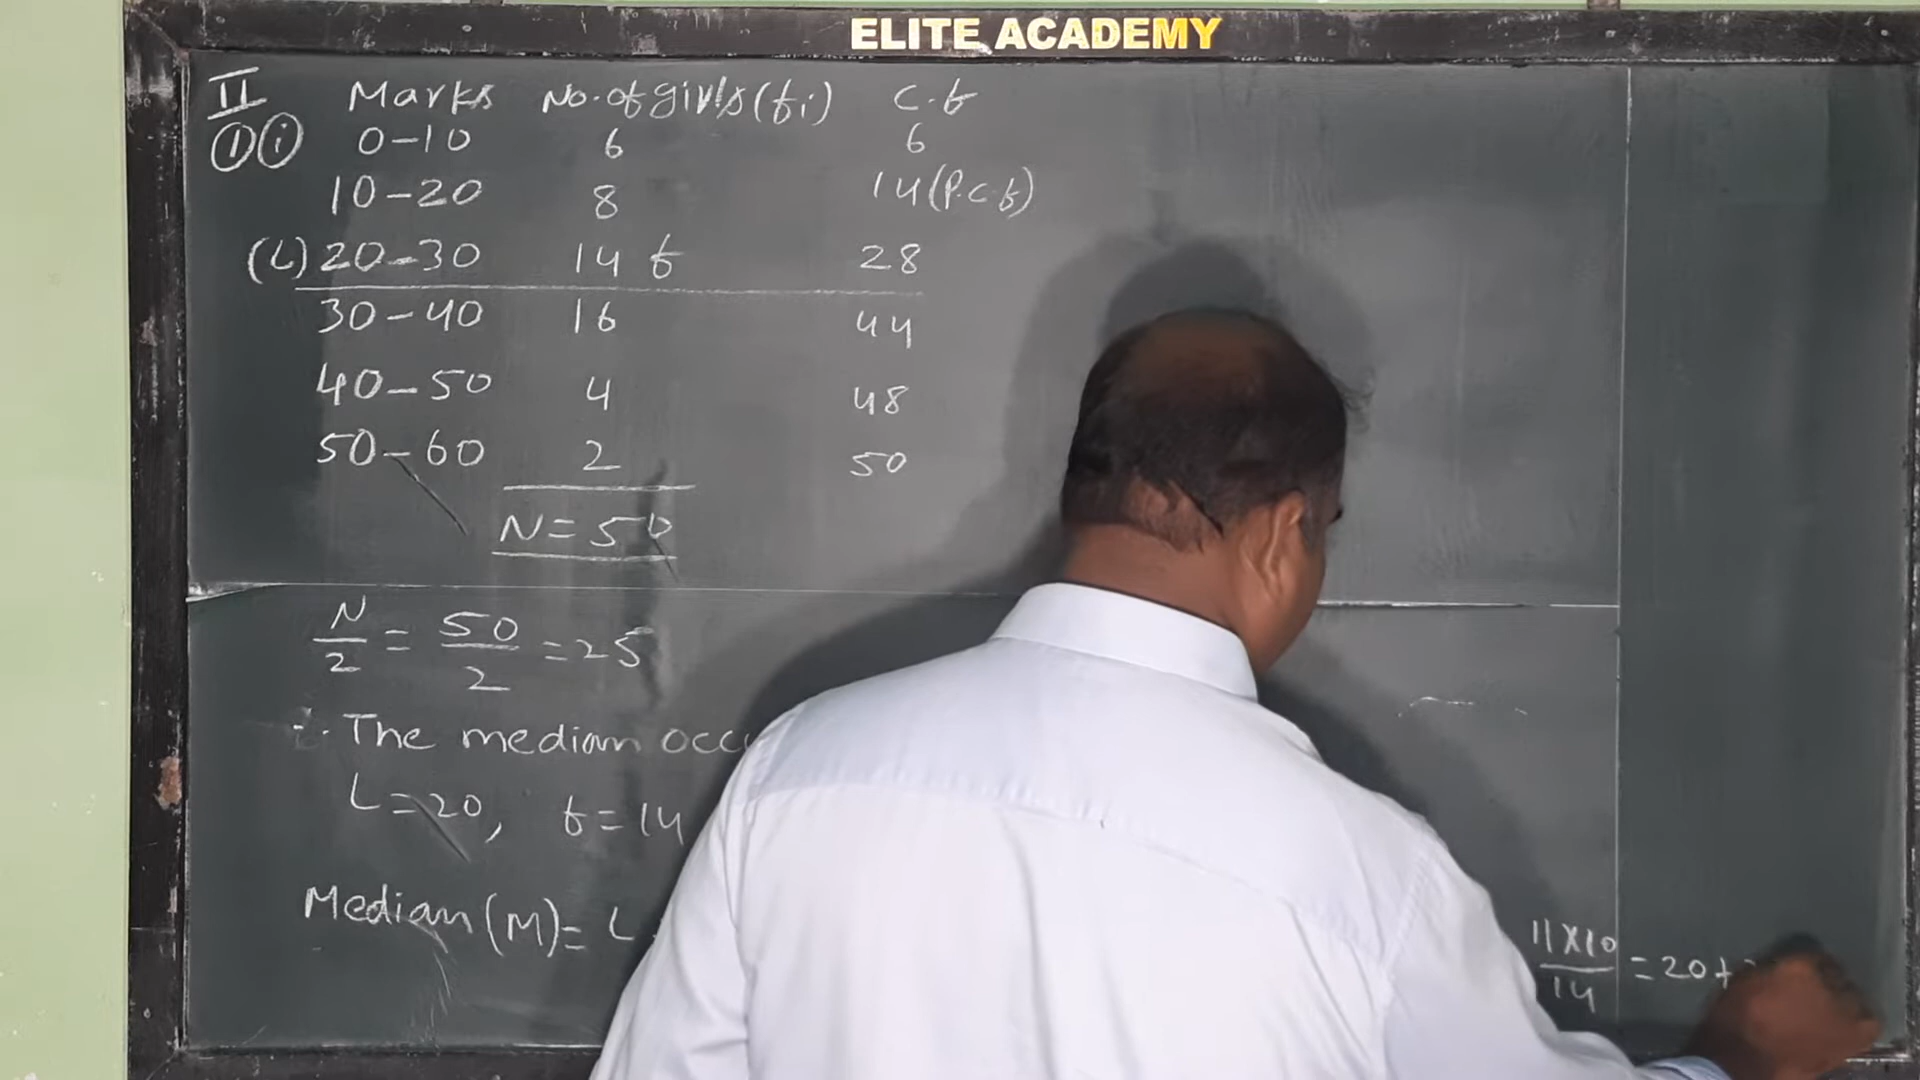 ELITE ACADEMY
II Marks No. of girls (fi) C.f
① ⓘ 0-10 6 6
10-20 8 14 (P.C.f)
(L) 20-30 14 f 28
30-40 16 44
40-50 4 48
50-60 2 50
N = 50
N/2 = 50/2 = 25
∴ The median
L = 20, f = 14
Median (M) = L
11 X 10/14 = 20 +